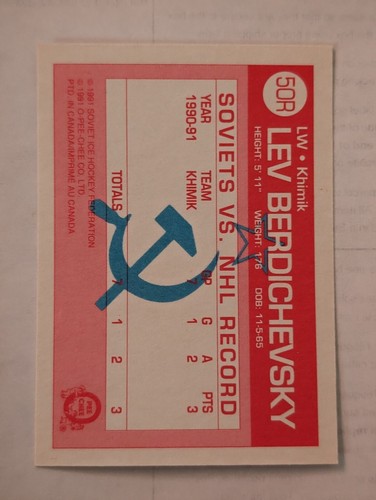 50R
LW • Khimik
LEV BERDICHEVSKY
HEIGHT: 5' 11" WEIGHT: 176 DOB: 11-5-65
SOVIETS VS. NHL RECORD
YEAR TEAM GP G A PTS
1990-91 KHIMIK 7 1 2 3
TOTALS 7 1 2 3
© 1991 SOVIET ICE HOCKEY FEDERATION
© 1991 O-PEE-CHEE CO. LTD.
PTD. IN CANADA/IMPRIMÉ AU CANADA
O
PEE
CHEE